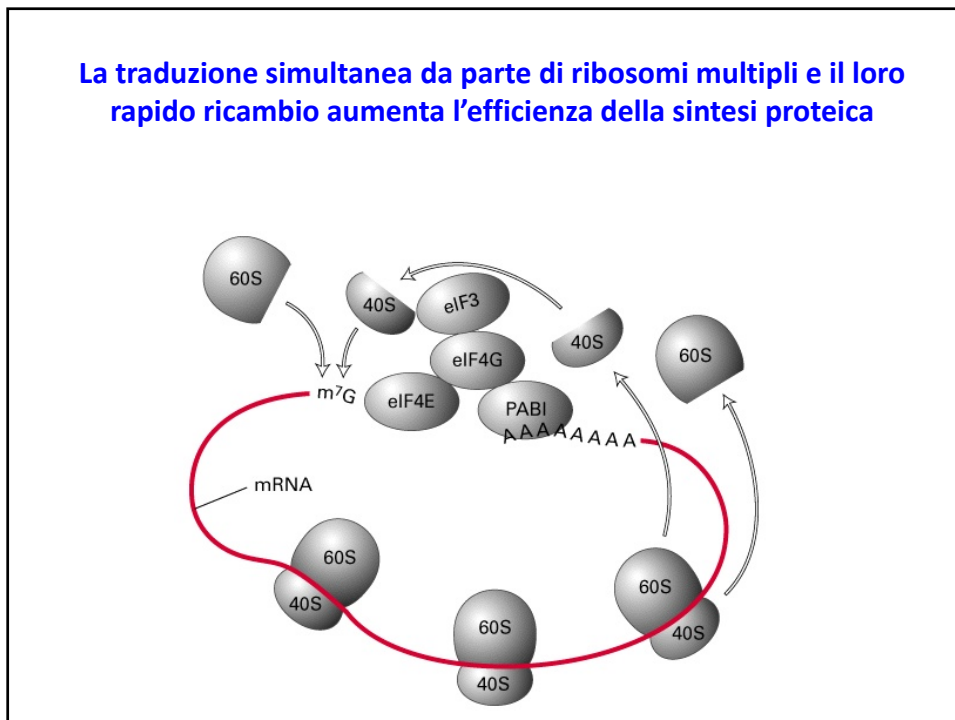 La traduzione simultanea da parte di ribosomi multipli e il loro
rapido ricambio aumenta l’efficienza della sintesi proteica
60S
40S
eIF3
40S
60S
eIF4G
m⁷G
eIF4E
PABI
AAAAAAAA
mRNA
60S
40S
60S
40S
60S
40S